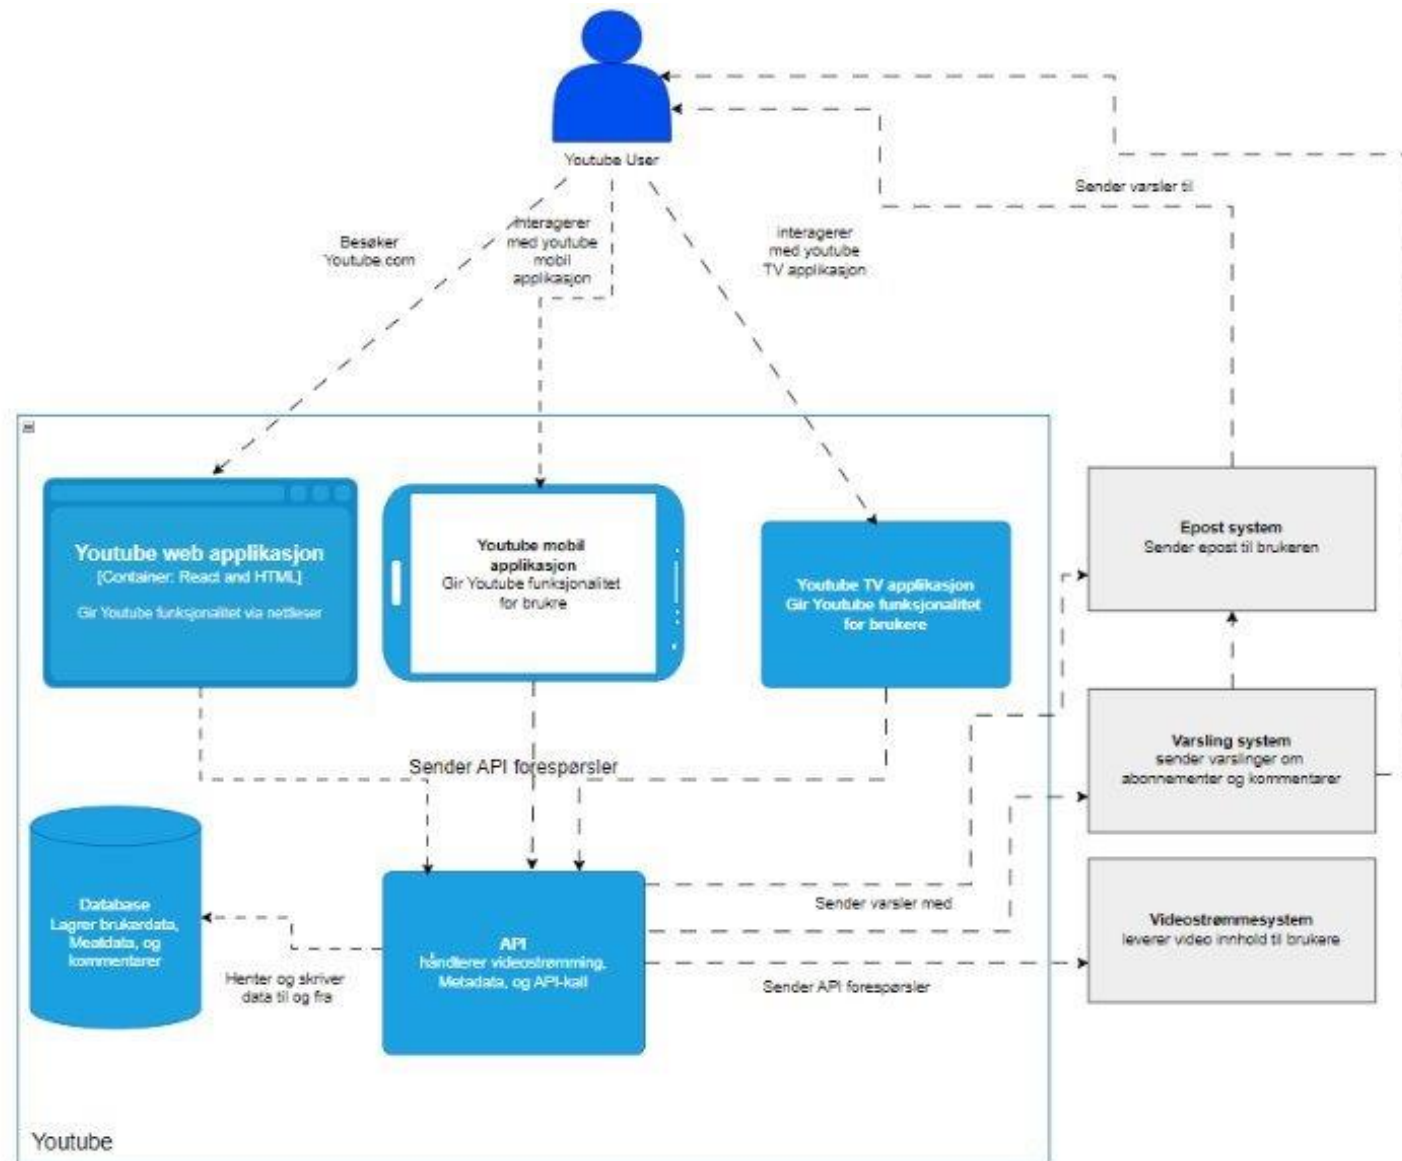 Youtube User
Sender varsler til
Besøker
Youtube.com
interagerer
med youtube
mobil
applikasjon
interagerer
med youtube
TV applikasjon
Youtube web applikasjon
[Container: React and HTML]
Gir Youtube funksjonalitet via nettleser
Youtube mobil
applikasjon
Gir Youtube funksjonalitet
for brukre
Youtube TV applikasjon
Gir Youtube funksjonalitet
for brukere
Epost system
Sender epost til brukeren
Varsling system
sender varslinger om
abonnementer og kommentarer
Sender API forespørsler
Database
Lagrer brukerdata,
Meatdata, og
kommentarer
Henter og skriver
data til og fra
API
håndterer videostrømming,
Metadata, og API-kall
Sender varsler med
Sender API forespørsler
Videostrømmesystem
leverer video innhold til brukere
Youtube